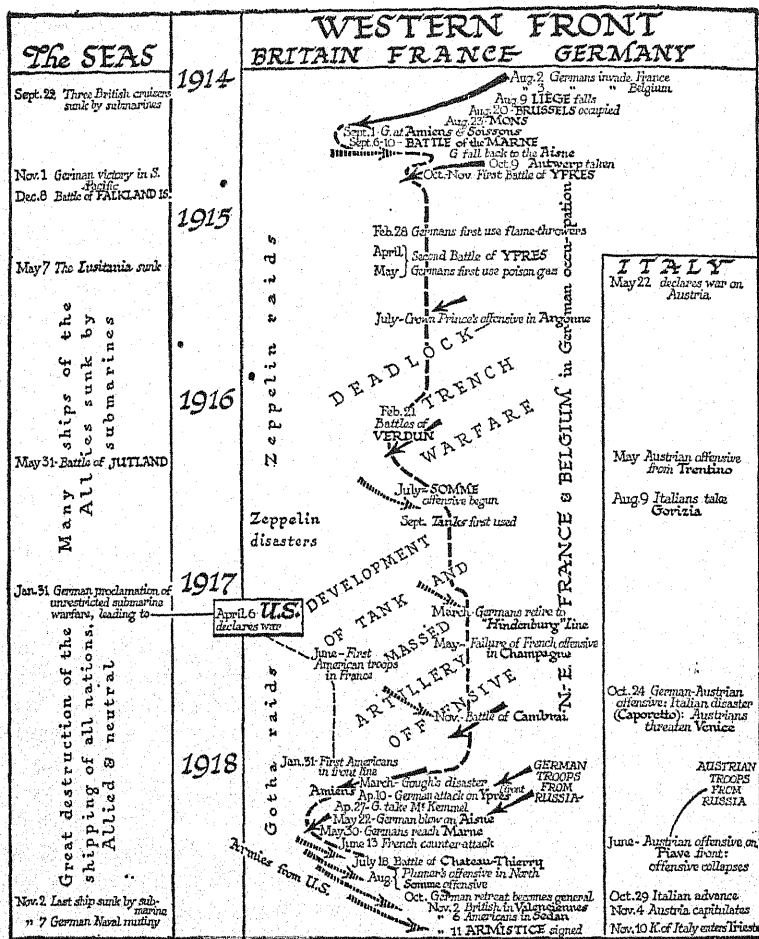 WESTERN FRONT
The SEAS
BRITAIN FRANCE GERMANY
1914
Sept. 22 Three British cruisers
sunk by submarines
Nov. 1 German victory in S.
Pacific
Dec. 8 Battle of FALKLAND IS.
1915
May 7 The Lusitania sunk
Many ships of the
Allies sunk by
submarines
1916
May 31-Battle of JUTLAND
1917
Jan. 31 German proclamation of
unrestricted submarine
warfare, leading to
April 6 U.S.
declares war
Great destruction of the
shipping of all nations.
Allied & neutral
1918
Nov. 2 Last ship sunk by sub-
marine
" 7 German Naval mutiny
Aug. 2 Germans invade France
" 3 " " Belgium
Aug. 9 LIÈGE falls
Aug. 20-BRUSSELS occupied
Aug. 23-MONS
Sept. 1-G. at Amiens & Soissons
Sept. 6-10-BATTLE of the MARNE
G fall back to the Aisne
Oct. 9 Antwerp taken
Oct.-Nov. First Battle of YPRES
Feb. 28 Germans first use flame-throwers
April Second Battle of YPRES
May Germans first use poison gas
July-Crown Prince's offensive in Argonne
Zeppelin raids
DEADLOCK
TRENCH
WARFARE
Feb. 21
Battles of
VERDUN
N.-E. FRANCE & BELGIUM in German occupation
July-SOMME
offensive begun
Sept. Tanks first used
Zeppelin
disasters
DEVELOPMENT
OF TANK AND
MASSED
ARTILLERY
OFFENSIVE
March-Germans retire to
"Hindenburg" Line
May-Failure of French offensive
in Champagne
June-First
American troops
in France
Nov.-Battle of Cambrai
Gotha raids
Jan. 31-First Americans
in front line
Amiens
March-Gough's disaster
Front
GERMAN
TROOPS
FROM
RUSSIA
Ap. 10-German attack on Ypres
Ap. 27-G. take Mt Kemmel
May 22-German blow on Aisne
May 30-Germans reach Marne
June 13 French counter-attack
Armies from U.S.
July 18 Battle of Chateau-Thierry
Aug. Plumer's offensive in North
Somme offensive
Oct. German retreat becomes general
Nov. 2 British in Valenciennes
" 6 Americans in Sedan
" 11 ARMISTICE signed
ITALY
May 22 declares war on
Austria
May Austrian offensive
from Trentino
Aug. 9 Italians take
Gorizia
Oct. 24 German-Austrian
offensive: Italian disaster
(Caporetto): Austrians
threaten Venice
AUSTRIAN
TROOPS
FROM
RUSSIA
June-Austrian offensive on
Piave front:
offensive collapses
Oct. 29 Italian advance
Nov. 4 Austria capitulates
Nov. 10 K. of Italy enters Trieste